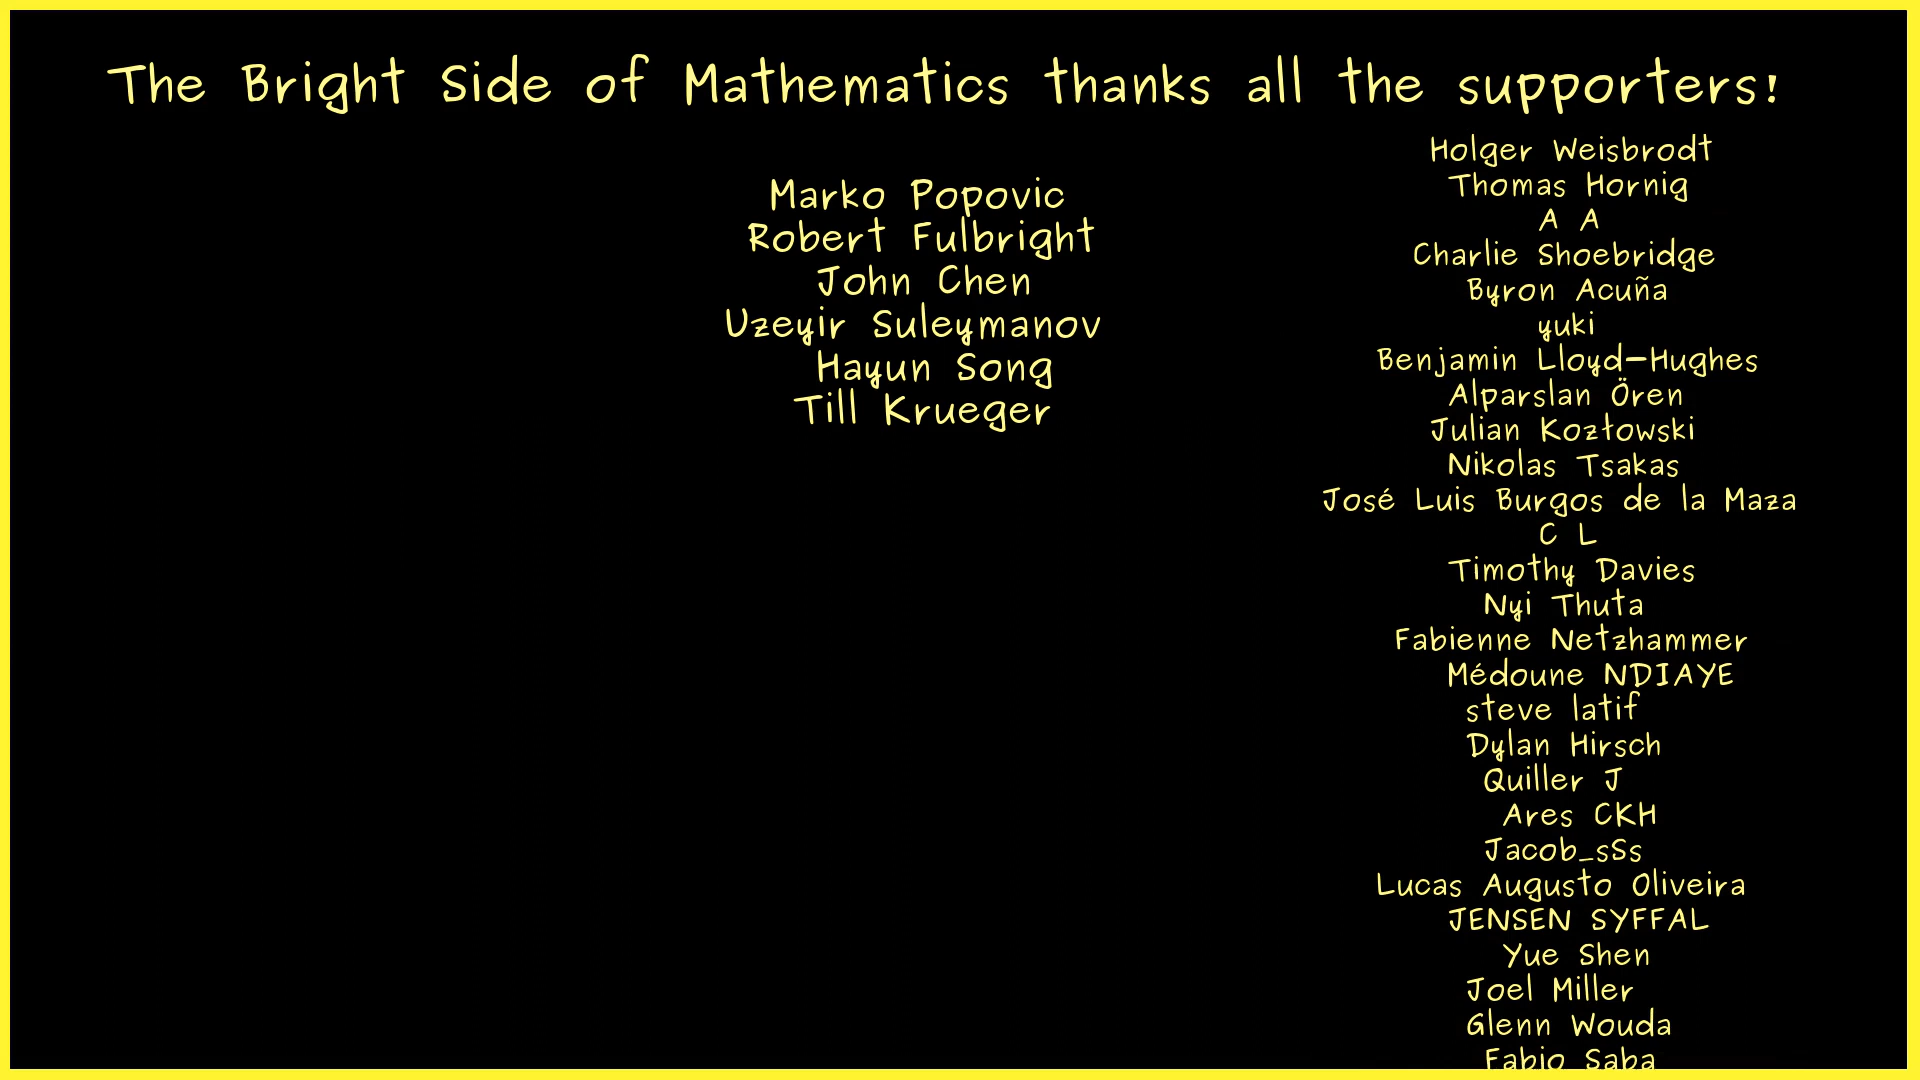 The Bright Side of Mathematics thanks all the supporters!
Marko Popovic
Robert Fulbright
John Chen
Uzeyir Suleymanov
Hayun Song
Till Krueger
Holger Weisbrodt
Thomas Hornig
A A
Charlie Shoebridge
Byron Acuña
yuki
Benjamin Lloyd-Hughes
Alparslan Ören
Julian Kozłowski
Nikolas Tsakas
José Luis Burgos de la Maza
C L
Timothy Davies
Nyi Thuta
Fabienne Netzhammer
Médoune NDIAYE
steve latif
Dylan Hirsch
Quiller J
Ares CKH
Jacob_sSs
Lucas Augusto Oliveira
JENSEN SYFFAL
Yue Shen
Joel Miller
Glenn Wouda
Fabio Saba